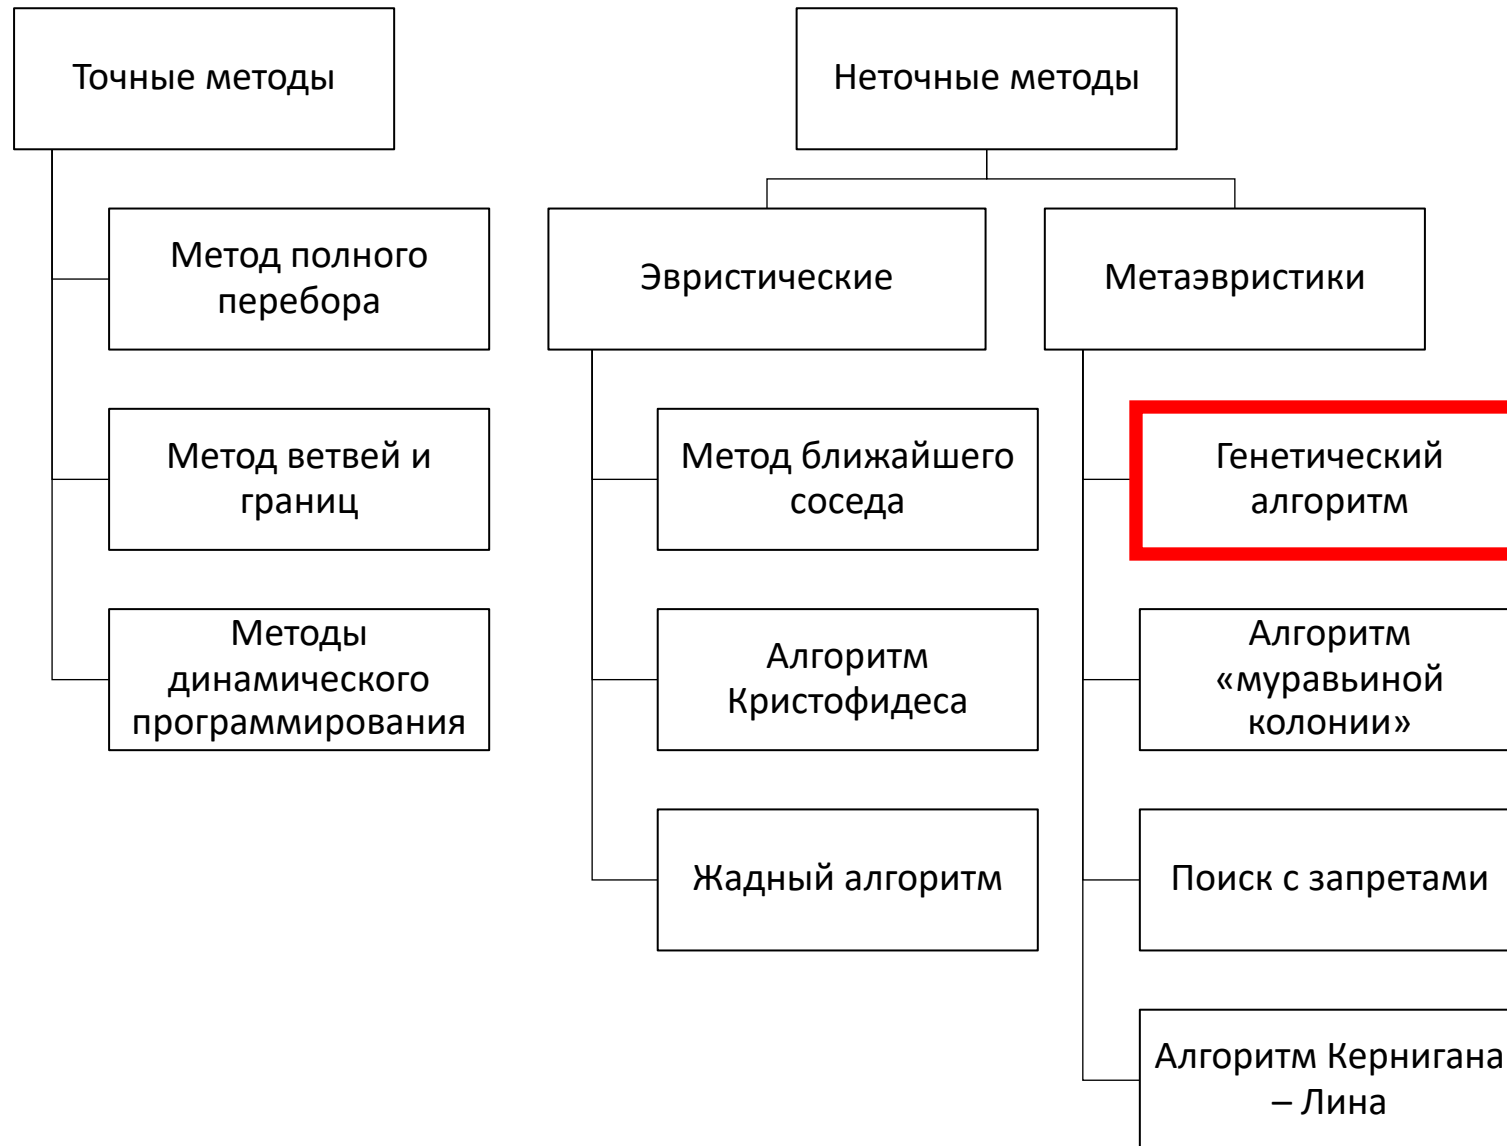 Точные методы
Неточные методы
Метод полного
перебора
Эвристические
Метаэвристики
Метод ветвей и
границ
Метод ближайшего
соседа
Генетический
алгоритм
Методы
динамического
программирования
Алгоритм
Кристофидеса
Алгоритм
«муравьиной
колонии»
Жадный алгоритм
Поиск с запретами
Алгоритм Кернигана
– Лина